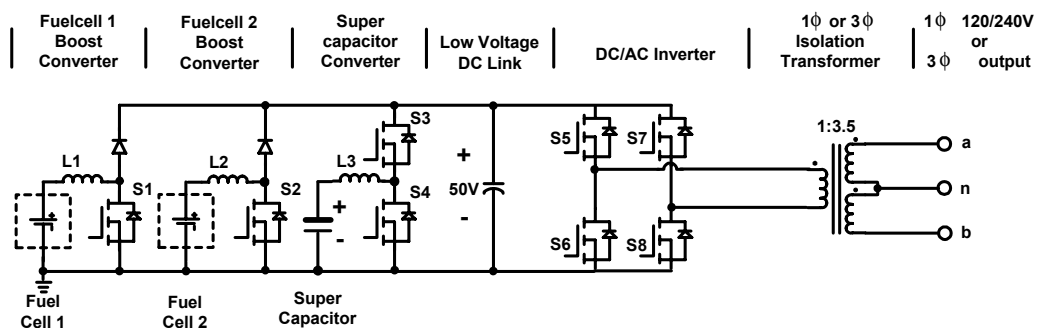 Fuelcell 1
Boost
Converter
Fuelcell 2
Boost
Converter
Super
capacitor
Converter
Low Voltage
DC Link
DC/AC Inverter
1ϕ or 3ϕ
Isolation
Transformer
1ϕ 120/240V
or
3ϕ output
L1
S1
L2
S2
L3
S3
S4
+
-
+
50V
-
S5
S7
S6
S8
1:3.5
a
n
b
+
+
Fuel
Cell 1
Fuel
Cell 2
Super
Capacitor